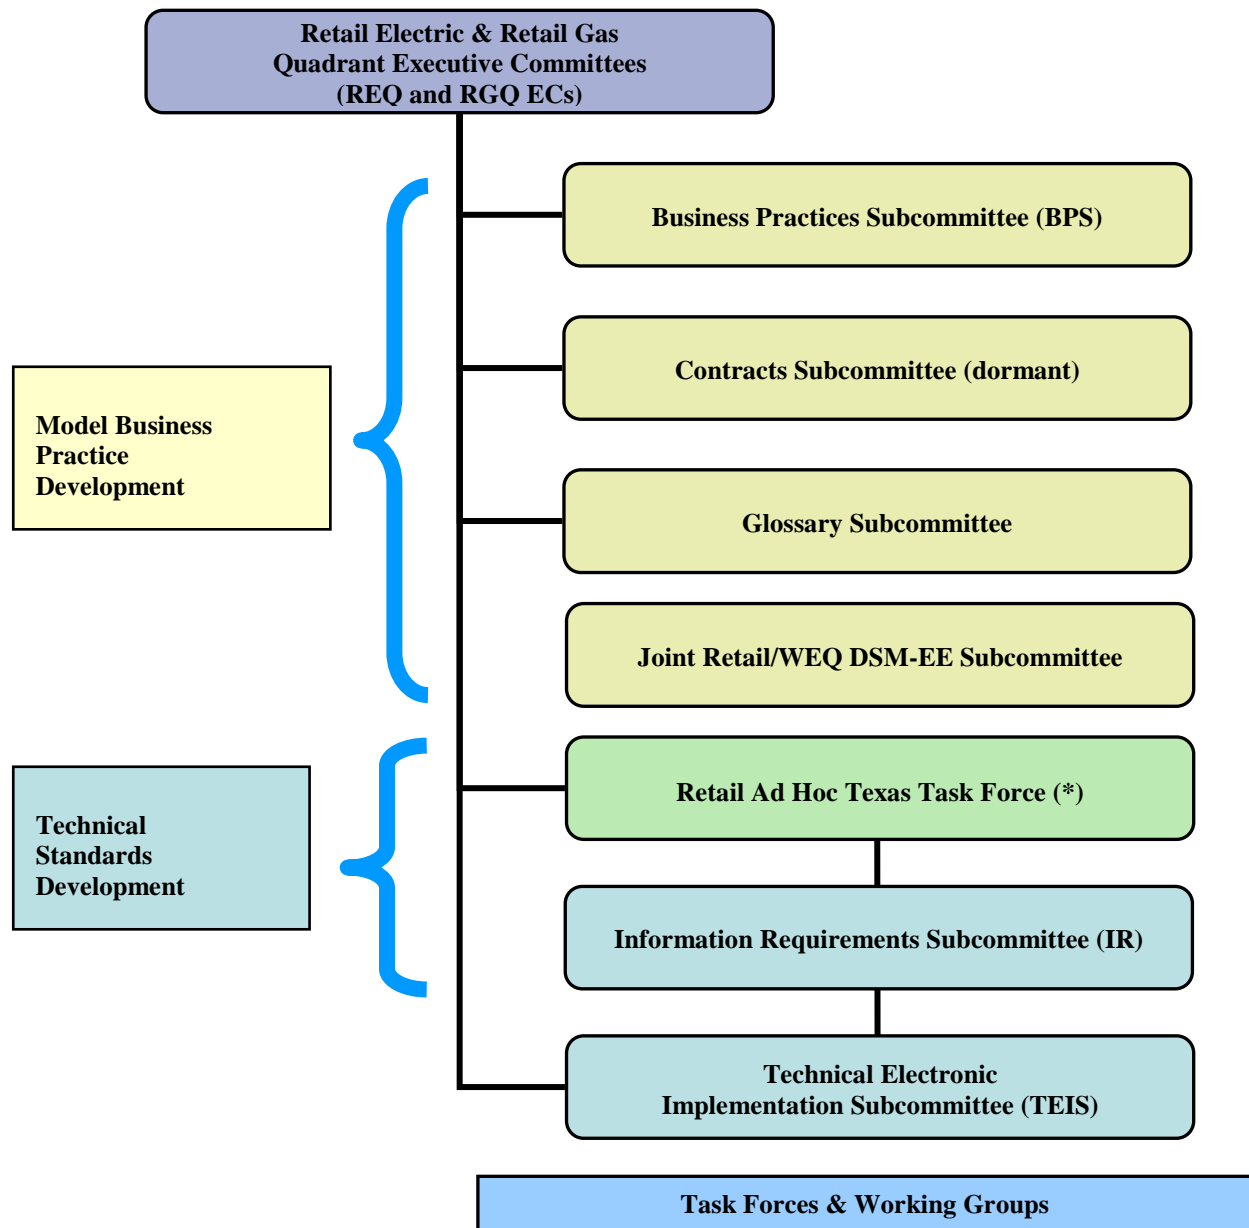 Retail Electric & Retail Gas
Quadrant Executive Committees
(REQ and RGQ ECs)
Business Practices Subcommittee (BPS)
Contracts Subcommittee (dormant)
Model Business
Practice
Development
Glossary Subcommittee
Joint Retail/WEQ DSM-EE Subcommittee
Retail Ad Hoc Texas Task Force (*)
Technical
Standards
Development
Information Requirements Subcommittee (IR)
Technical Electronic
Implementation Subcommittee (TEIS)
Task Forces & Working Groups